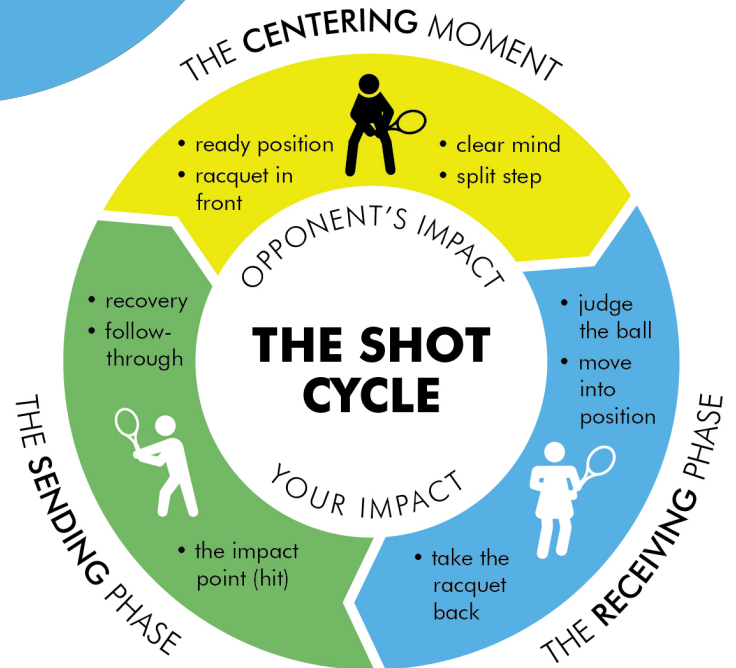 THE CENTERING MOMENT
• ready position
• racquet in
front
• clear mind
• split step
OPPONENT'S IMPACT
THE SHOT
CYCLE
YOUR IMPACT
• judge
the ball
• move
into
position
• take the
racquet
back
THE RECEIVING PHASE
• the impact
point (hit)
• recovery
• follow-
through
THE SENDING PHASE